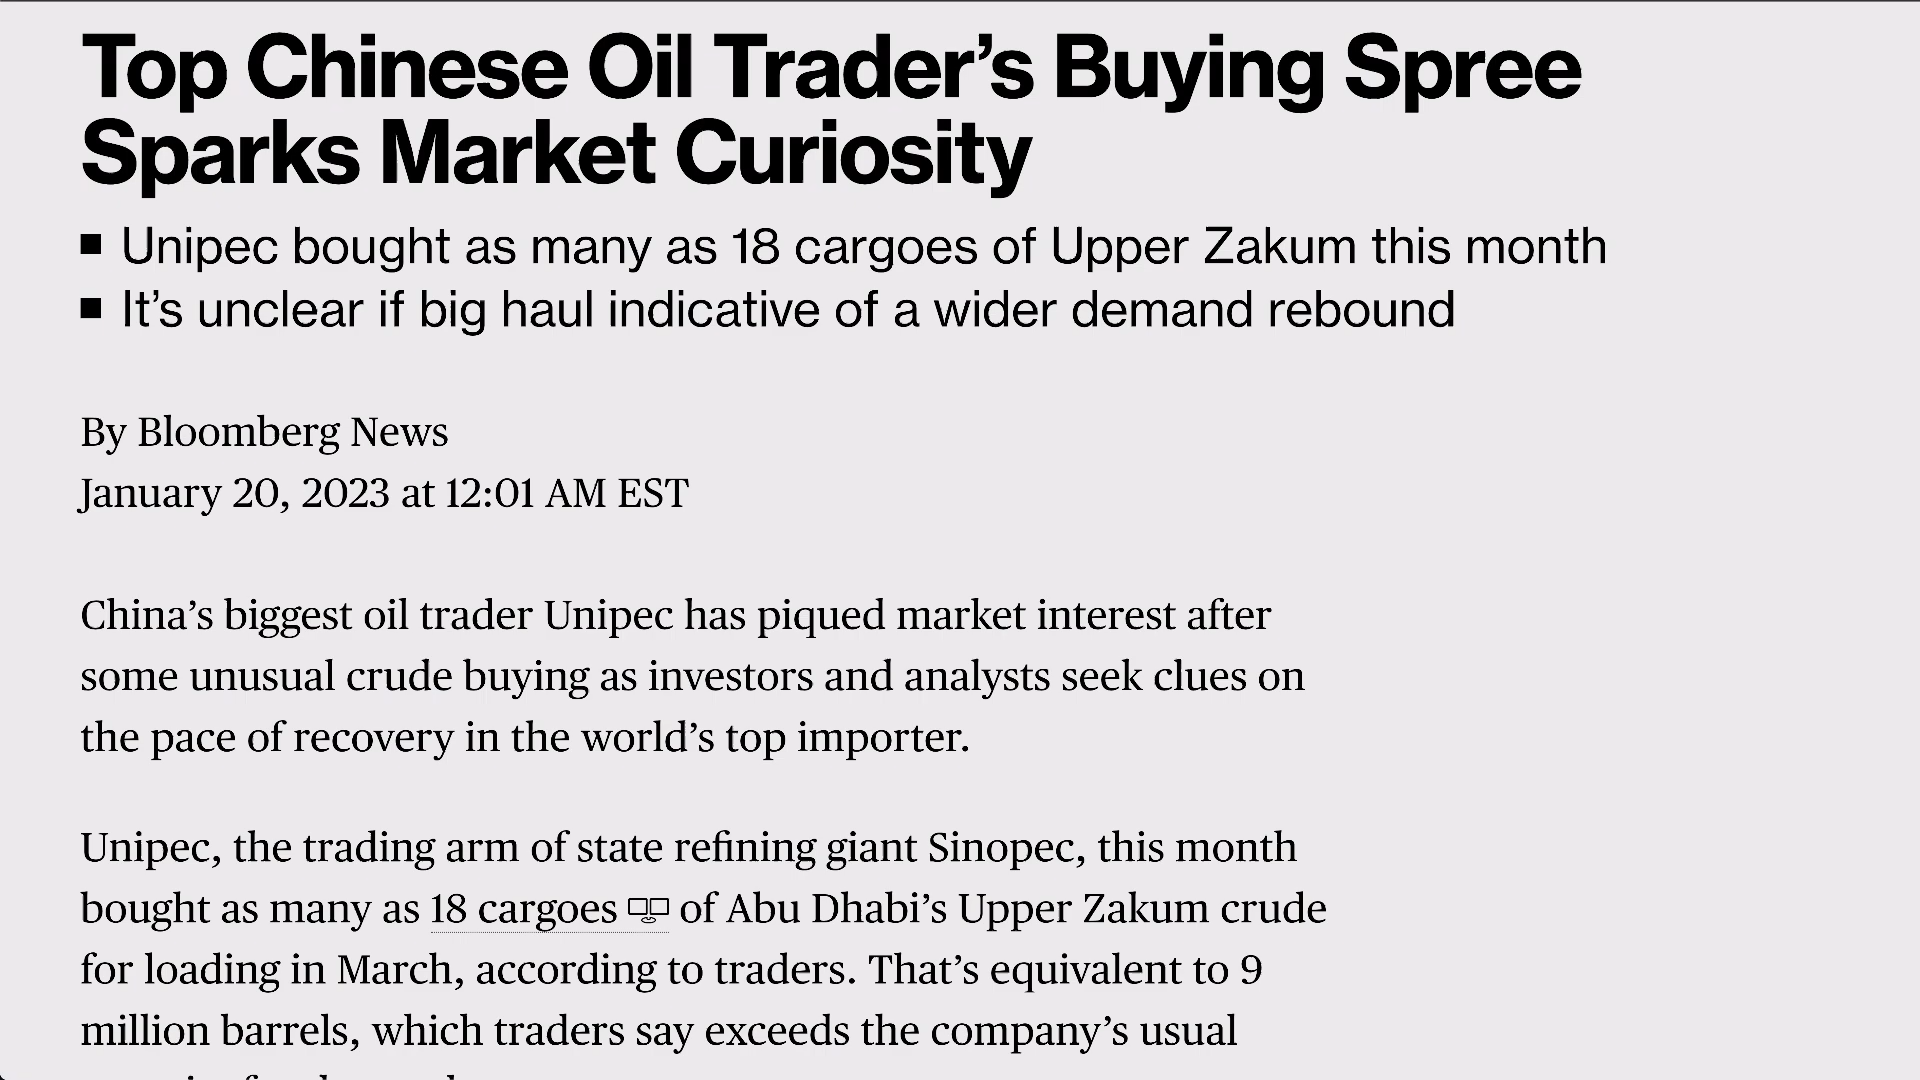 Top Chinese Oil Trader’s Buying Spree
Sparks Market Curiosity
■ Unipec bought as many as 18 cargoes of Upper Zakum this month
■ It’s unclear if big haul indicative of a wider demand rebound
By Bloomberg News
January 20, 2023 at 12:01 AM EST
China’s biggest oil trader Unipec has piqued market interest after
some unusual crude buying as investors and analysts seek clues on
the pace of recovery in the world’s top importer.
Unipec, the trading arm of state refining giant Sinopec, this month
bought as many as 18 cargoes of Abu Dhabi’s Upper Zakum crude
for loading in March, according to traders. That’s equivalent to 9
million barrels, which traders say exceeds the company’s usual